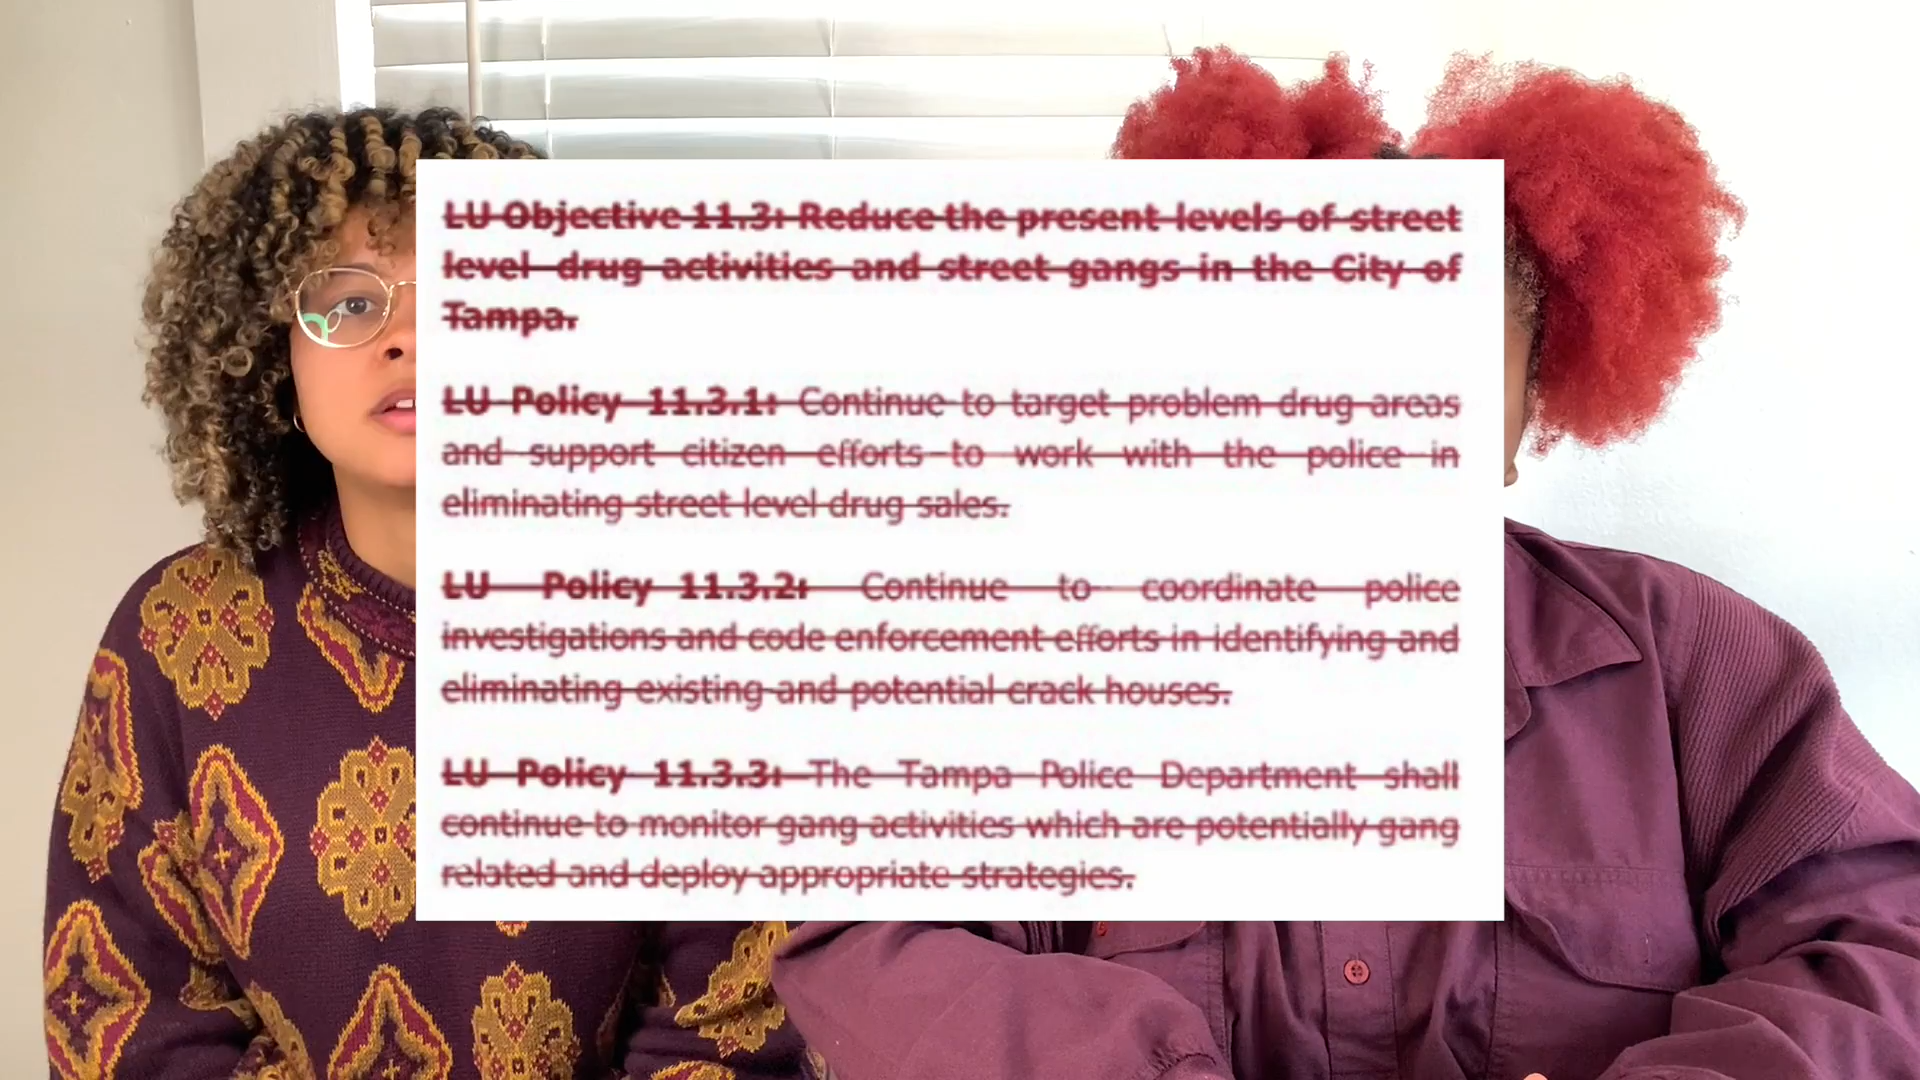 LU Objective 11.3: Reduce the present levels of street
level drug activities and street gangs in the City of
Tampa.
LU Policy 11.3.1: Continue to target problem drug areas
and support citizen efforts to work with the police in
eliminating street level drug sales.
LU Policy 11.3.2: Continue to coordinate police
investigations and code enforcement efforts in identifying and
eliminating existing and potential crack houses.
LU Policy 11.3.3: The Tampa Police Department shall
continue to monitor gang activities which are potentially gang
related and deploy appropriate strategies.